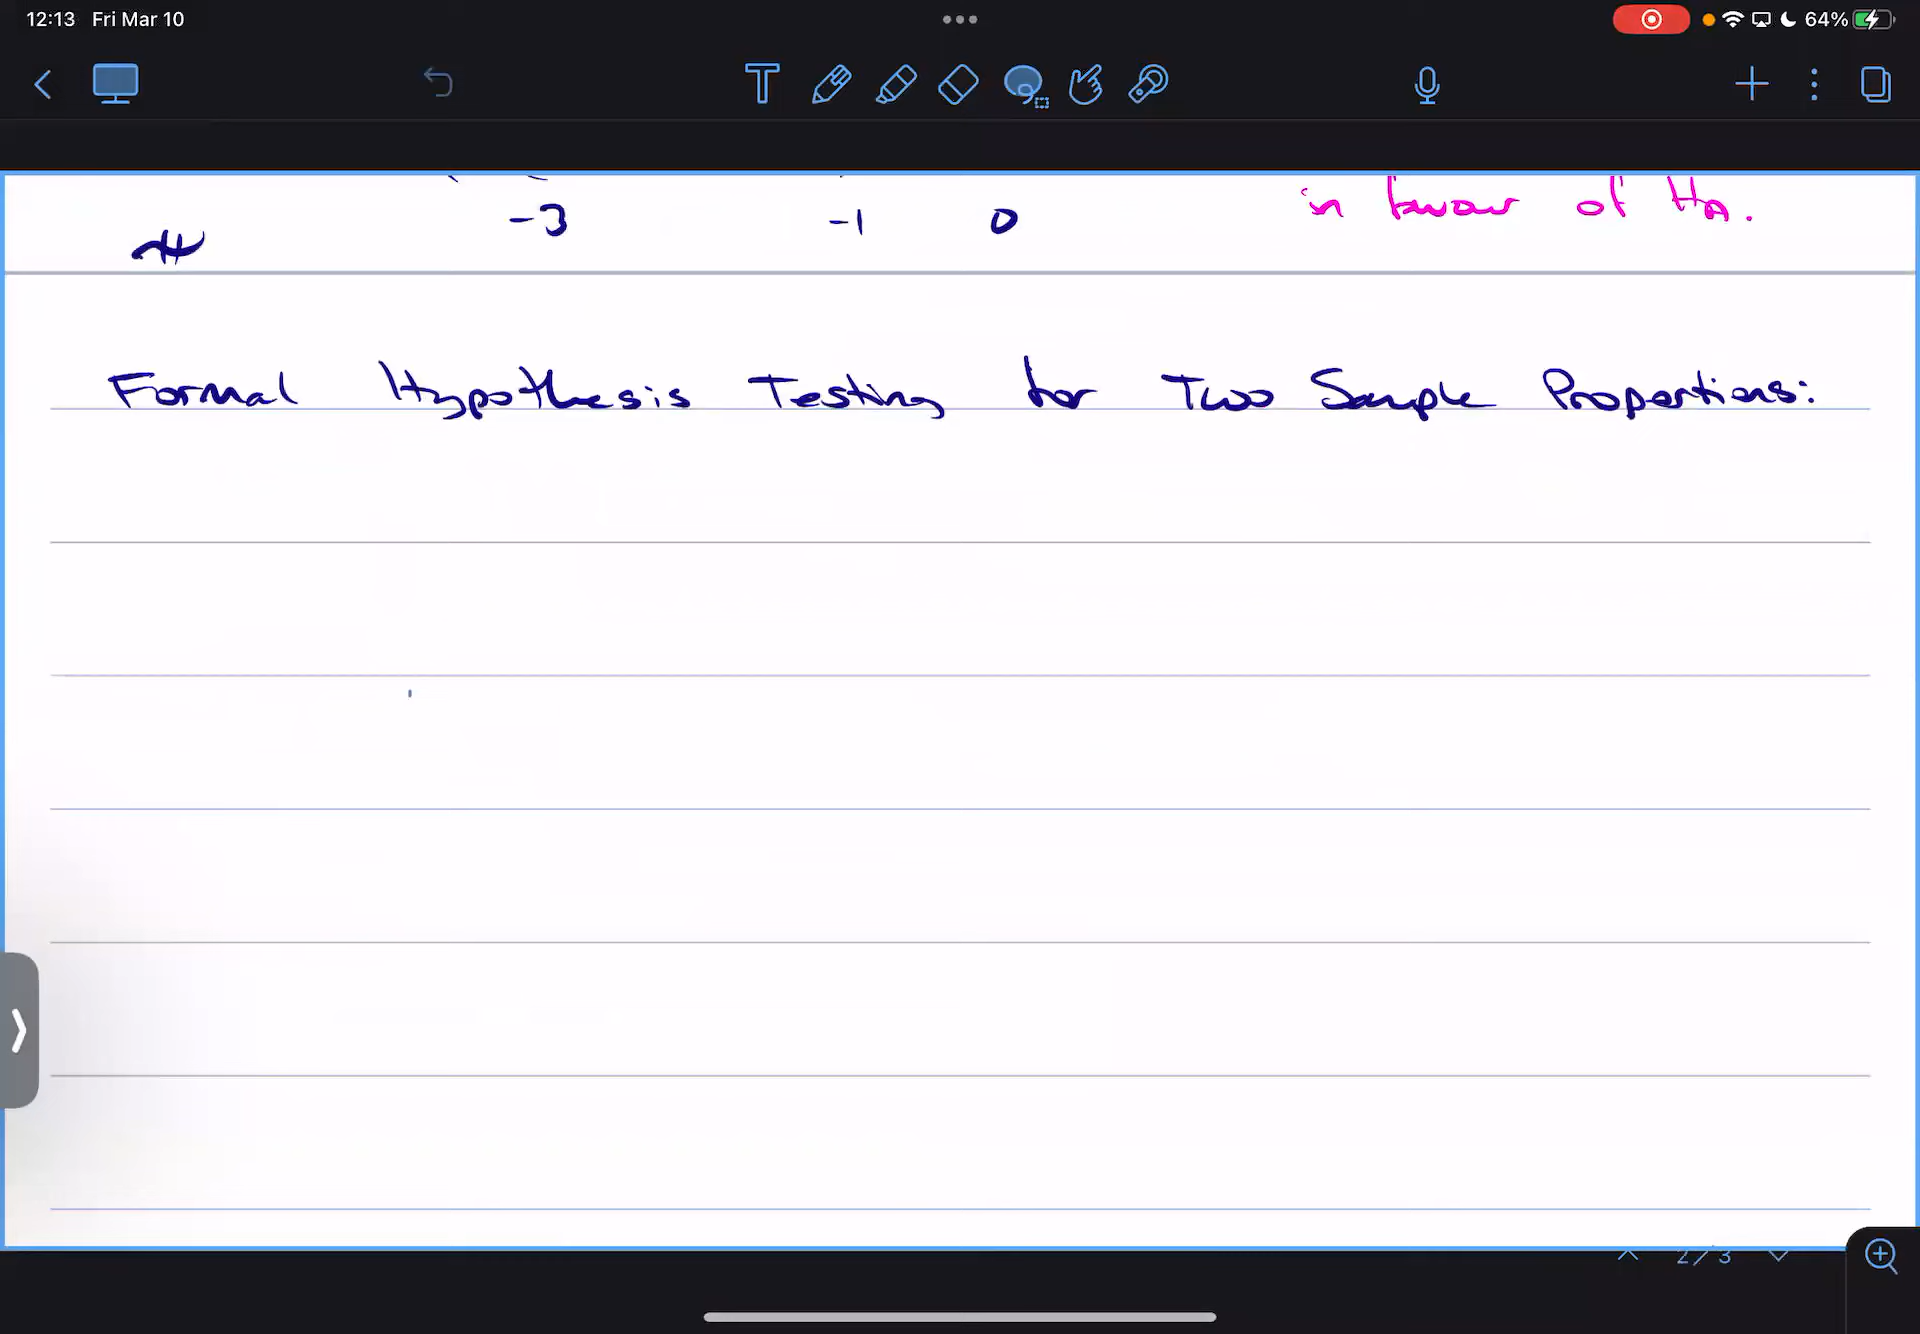 12:13 Fri Mar 10
64%
in favour of HA.
-3 -1 0
Formal Hypothesis Testing for Two Sample Proportions:
2/3